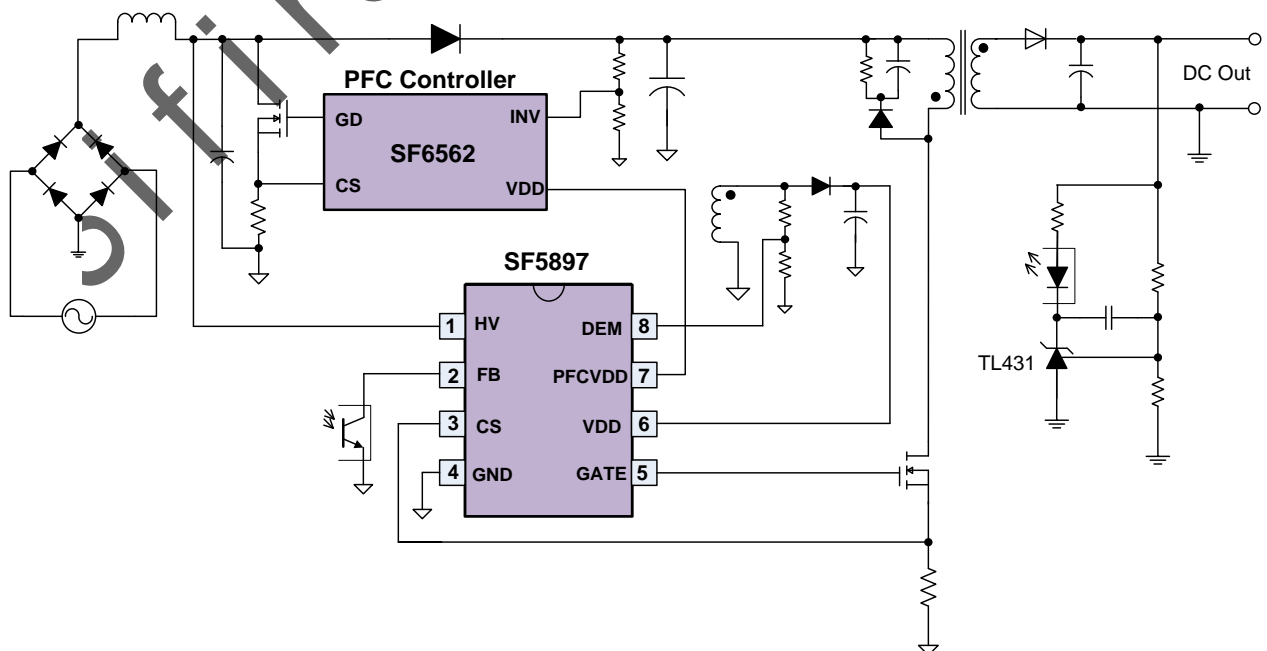 PFC Controller
GD
INV
SF6562
CS
VDD
DC Out
SF5897
1 HV
DEM 8
2 FB
PFCVDD 7
3 CS
VDD 6
4 GND
GATE 5
TL431